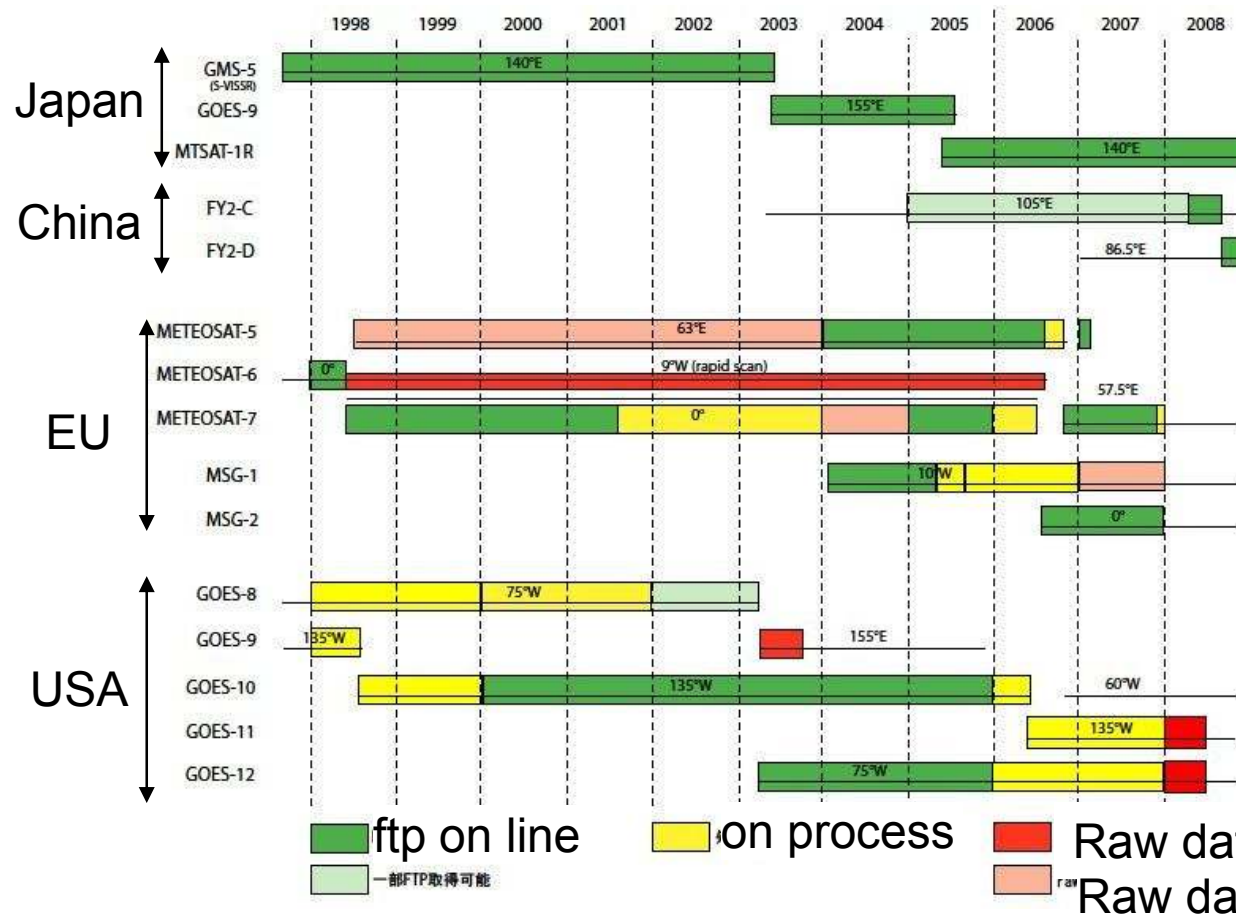 1998 1999 2000 2001 2002 2003 2004 2005 2006 2007 2008
Japan
GMS-5 140°E
(S-VISSR)
GOES-9 155°E
MTSAT-1R 140°E
China
FY2-C 105°E
FY2-D 86.5°E
EU
METEOSAT-5 63°E
METEOSAT-6 0° 9°W (rapid scan)
57.5°E
METEOSAT-7 0°
MSG-1 10°W
MSG-2 0°
USA
GOES-8 75°W
GOES-9 135°W 155°E
GOES-10 135°W 60°W
GOES-11 135°W
GOES-12 75°W
ftp on line on process Raw da
一部FTP取得可能 raw Raw da